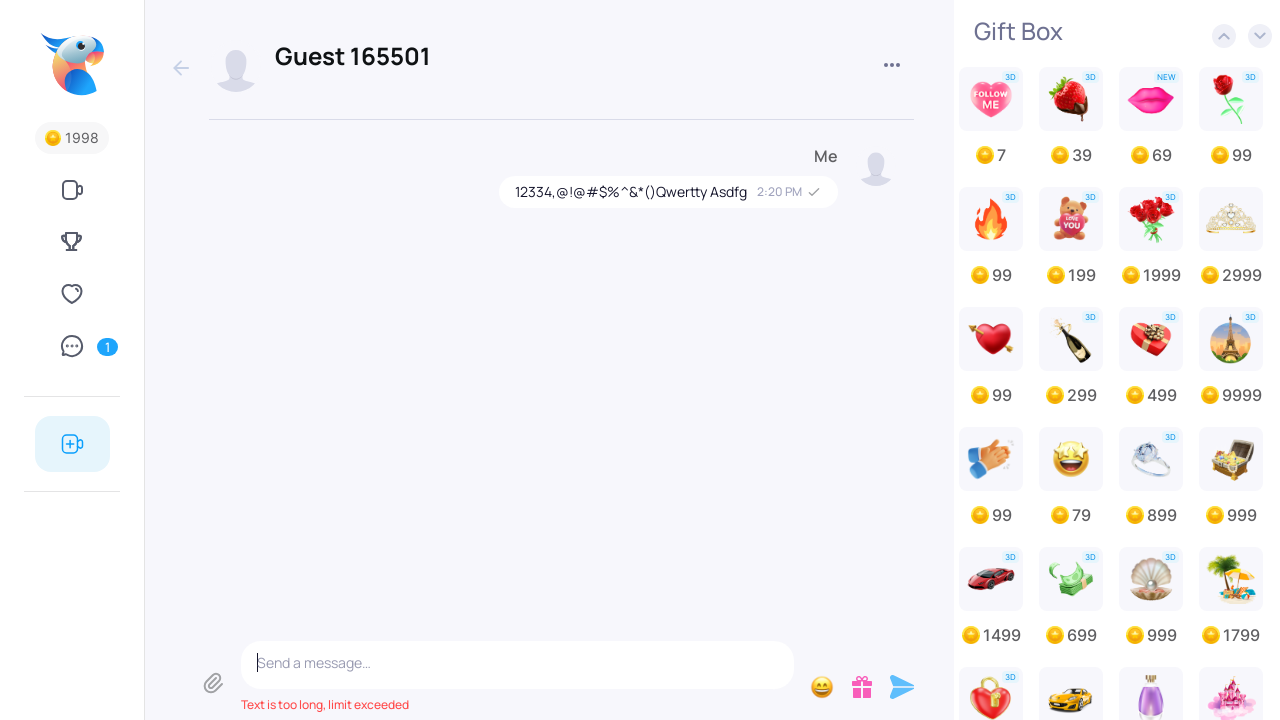 1998
1
Guest 165501
Me
12334,@!@#$%^&*()Qwertty Asdfg 2:20 PM
Send a message...
Text is too long, limit exceeded
Gift Box
3D 3D NEW 3D
FOLLOW
ME
7 39 69 99
3D 3D 3D
LOVE
YOU
99 199 1999 2999
3D 3D 3D
99 299 499 9999
3D
99 79 899 999
3D 3D 3D
1499 699 999 1799
3D